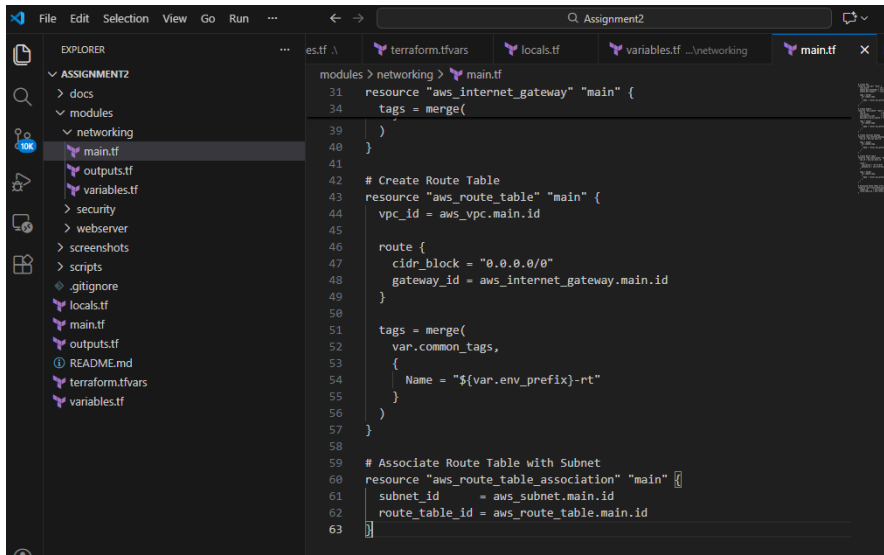 File Edit Selection View Go Run ··· ← → Assignment2
EXPLORER ···
ASSIGNMENT2
docs
modules
networking
main.tf
outputs.tf
variables.tf
security
webserver
screenshots
scripts
.gitignore
locals.tf
main.tf
outputs.tf
README.md
terraform.tfvars
variables.tf
10K
es.tf .\ terraform.tfvars locals.tf variables.tf ...\networking main.tf ×
modules > networking > main.tf
31 resource "aws_internet_gateway" "main" {
34 tags = merge(
39 )
40 }
41
42 # Create Route Table
43 resource "aws_route_table" "main" {
44 vpc_id = aws_vpc.main.id
45
46 route {
47 cidr_block = "0.0.0.0/0"
48 gateway_id = aws_internet_gateway.main.id
49 }
50
51 tags = merge(
52 var.common_tags,
53 {
54 Name = "${var.env_prefix}-rt"
55 }
56 )
57 }
58
59 # Associate Route Table with Subnet
60 resource "aws_route_table_association" "main" {
61 subnet_id = aws_subnet.main.id
62 route_table_id = aws_route_table.main.id
63 }